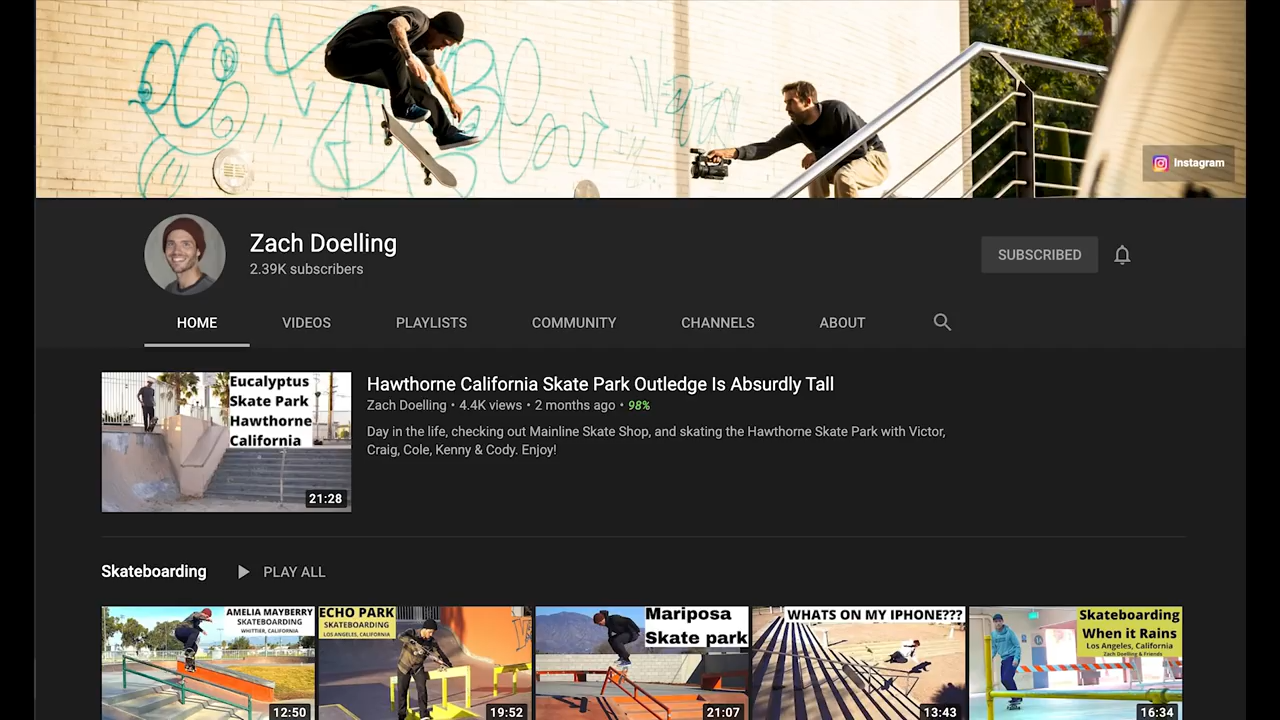 Instagram
Zach Doelling
2.39K subscribers
SUBSCRIBED
HOME VIDEOS PLAYLISTS COMMUNITY CHANNELS ABOUT
Eucalyptus
Skate Park
Hawthorne
California
21:28
Hawthorne California Skate Park Outledge Is Absurdly Tall
Zach Doelling • 4.4K views • 2 months ago • 98%
Day in the life, checking out Mainline Skate Shop, and skating the Hawthorne Skate Park with Victor,
Craig, Cole, Kenny & Cody. Enjoy!
Skateboarding PLAY ALL
AMELIA MAYBERRY
SKATEBOARDING
WHITTIER, CALIFORNIA
12:50
ECHO PARK
SKATEBOARDING
LOS ANGELES, CALIFORNIA
19:52
Mariposa
Skate park
21:07
WHATS ON MY IPHONE???
13:43
Skateboarding
When it Rains
Los Angeles, California
Zach Doelling & Friends
16:34